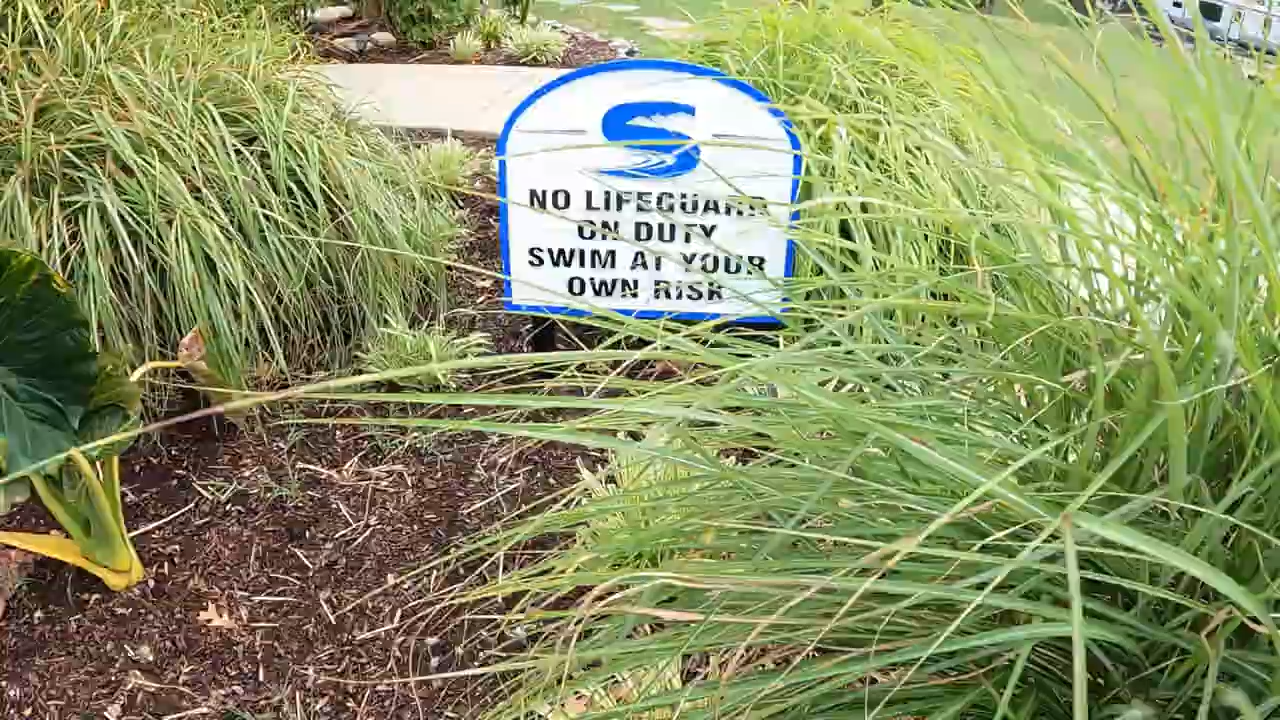 S
NO LIFEGUARD
ON DUTY
SWIM AT YOUR
OWN RISK